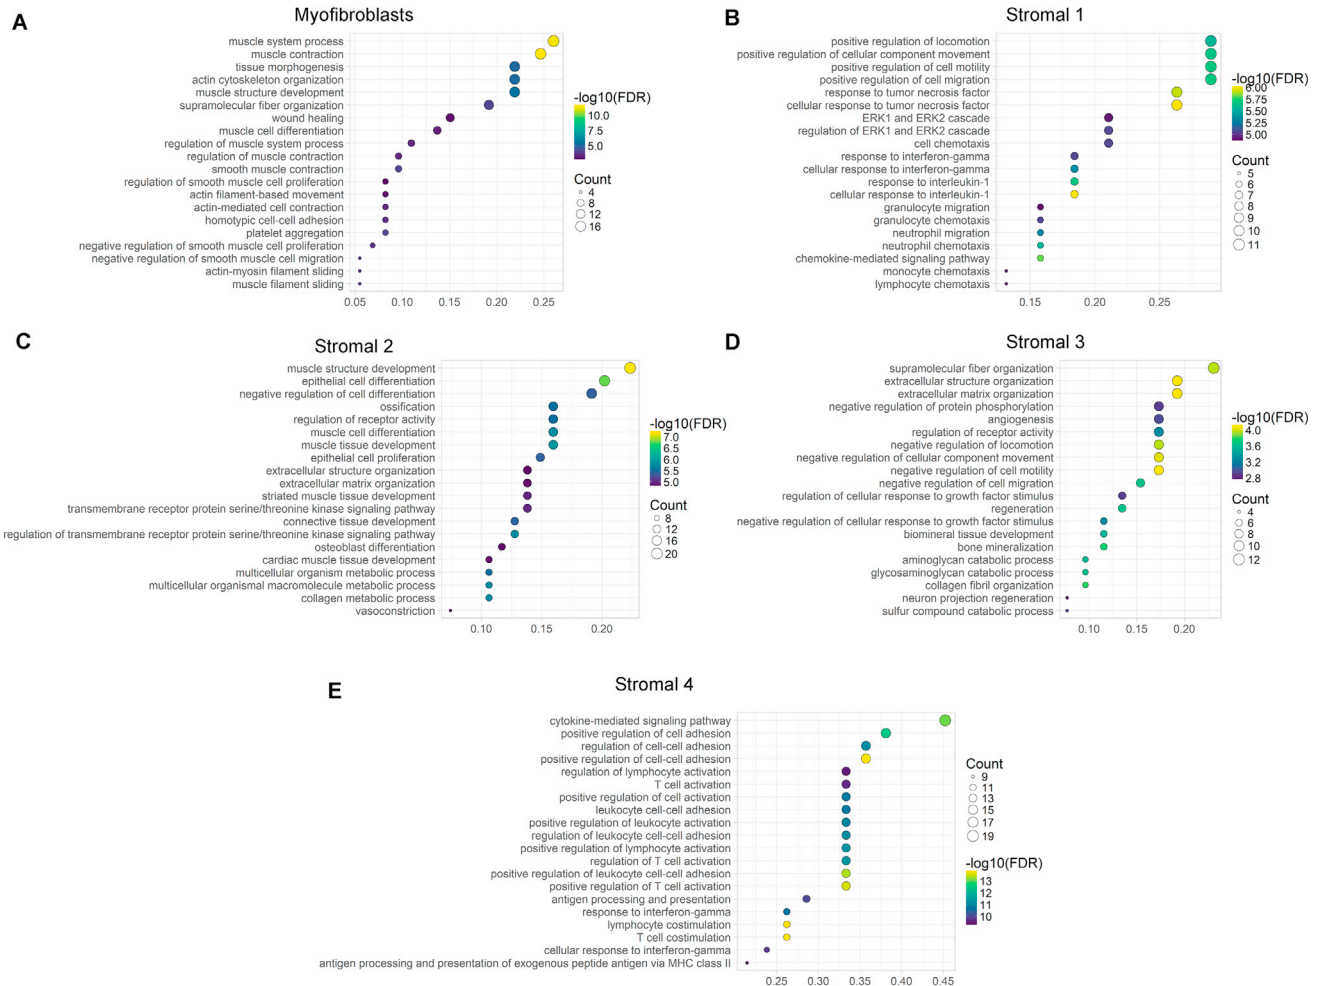 A
Myofibroblasts
muscle system process
muscle contraction
tissue morphogenesis
actin cytoskeleton organization
muscle structure development
supramolecular fiber organization
wound healing
muscle cell differentiation
regulation of muscle system process
regulation of muscle contraction
smooth muscle contraction
regulation of smooth muscle cell proliferation
actin filament-based movement
actin-mediated cell contraction
homotypic cell-cell adhesion
platelet aggregation
negative regulation of smooth muscle cell proliferation
negative regulation of smooth muscle cell migration
actin-myosin filament sliding
muscle filament sliding
0.05 0.10 0.15 0.20 0.25
-log10(FDR)
10.0
7.5
5.0
Count
4
8
12
16
B
Stromal 1
positive regulation of locomotion
positive regulation of cellular component movement
positive regulation of cell motility
positive regulation of cell migration
response to tumor necrosis factor
cellular response to tumor necrosis factor
ERK1 and ERK2 cascade
regulation of ERK1 and ERK2 cascade
cell chemotaxis
response to interferon-gamma
cellular response to interferon-gamma
response to interleukin-1
cellular response to interleukin-1
granulocyte migration
granulocyte chemotaxis
neutrophil migration
neutrophil chemotaxis
chemokine-mediated signaling pathway
monocyte chemotaxis
lymphocyte chemotaxis
0.15 0.20 0.25
-log10(FDR)
6.00
5.75
5.50
5.25
5.00
Count
5
6
7
8
9
10
11
C
Stromal 2
muscle structure development
epithelial cell differentiation
negative regulation of cell differentiation
ossification
regulation of receptor activity
muscle cell differentiation
muscle tissue development
epithelial cell proliferation
extracellular structure organization
extracellular matrix organization
striated muscle tissue development
transmembrane receptor protein serine/threonine kinase signaling pathway
connective tissue development
regulation of transmembrane receptor protein serine/threonine kinase signaling pathway
osteoblast differentiation
cardiac muscle tissue development
multicellular organism metabolic process
multicellular organismal macromolecule metabolic process
collagen metabolic process
vasoconstriction
0.10 0.15 0.20
-log10(FDR)
7.0
6.5
6.0
5.5
5.0
Count
8
12
16
20
D
Stromal 3
supramolecular fiber organization
extracellular structure organization
extracellular matrix organization
negative regulation of protein phosphorylation
angiogenesis
regulation of receptor activity
negative regulation of locomotion
negative regulation of cellular component movement
negative regulation of cell motility
negative regulation of cell migration
regulation of cellular response to growth factor stimulus
regeneration
negative regulation of cellular response to growth factor stimulus
biomineral tissue development
bone mineralization
aminoglycan catabolic process
glycosaminoglycan catabolic process
collagen fibril organization
neuron projection regeneration
sulfur compound catabolic process
0.10 0.15 0.20
-log10(FDR)
4.0
3.6
3.2
2.8
Count
4
6
8
10
12
E
Stromal 4
cytokine-mediated signaling pathway
positive regulation of cell adhesion
regulation of cell-cell adhesion
positive regulation of cell-cell adhesion
regulation of lymphocyte activation
T cell activation
positive regulation of cell activation
leukocyte cell-cell adhesion
positive regulation of leukocyte activation
regulation of leukocyte cell-cell adhesion
positive regulation of lymphocyte activation
regulation of T cell activation
positive regulation of leukocyte cell-cell adhesion
positive regulation of T cell activation
antigen processing and presentation
response to interferon-gamma
lymphocyte costimulation
T cell costimulation
cellular response to interferon-gamma
antigen processing and presentation of exogenous peptide antigen via MHC class II
0.25 0.30 0.35 0.40 0.45
Count
9
11
13
15
17
19
-log10(FDR)
13
12
11
10